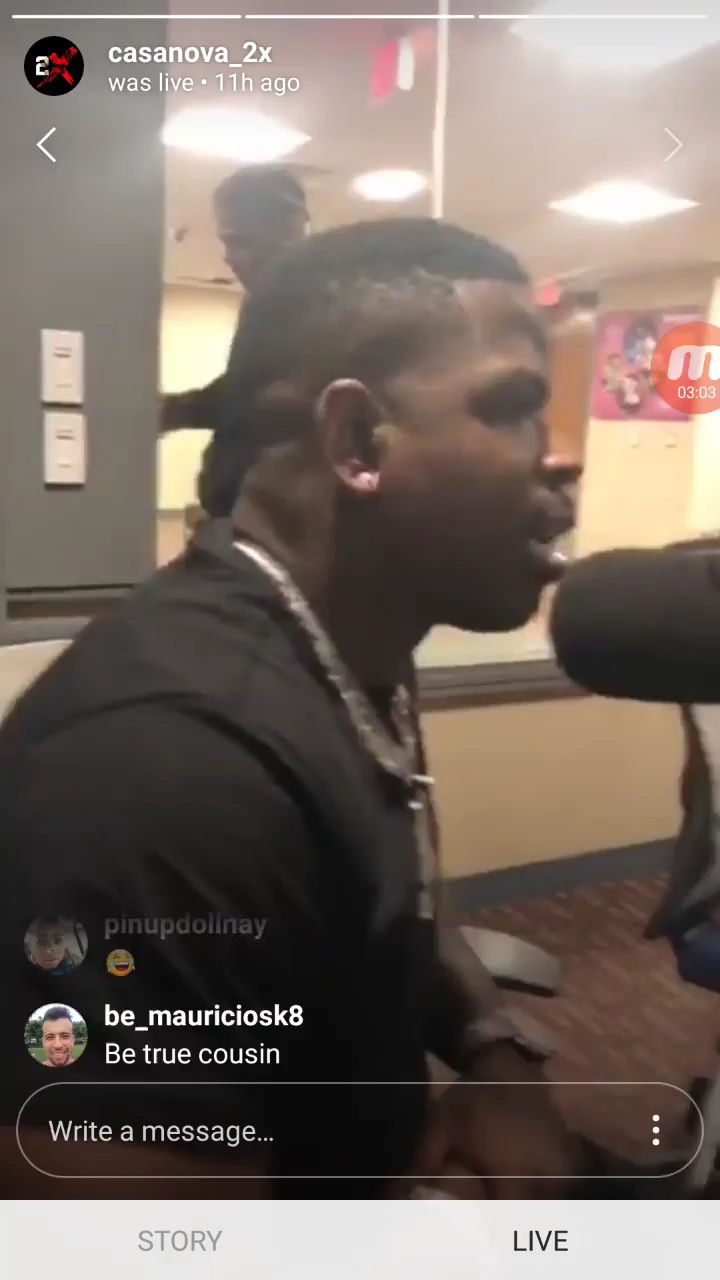 2X
casanova_2x
was live • 11h ago
m
03:03
pinupdollnay
😂
be_mauriciosk8
Be true cousin
Write a message...
STORY
LIVE